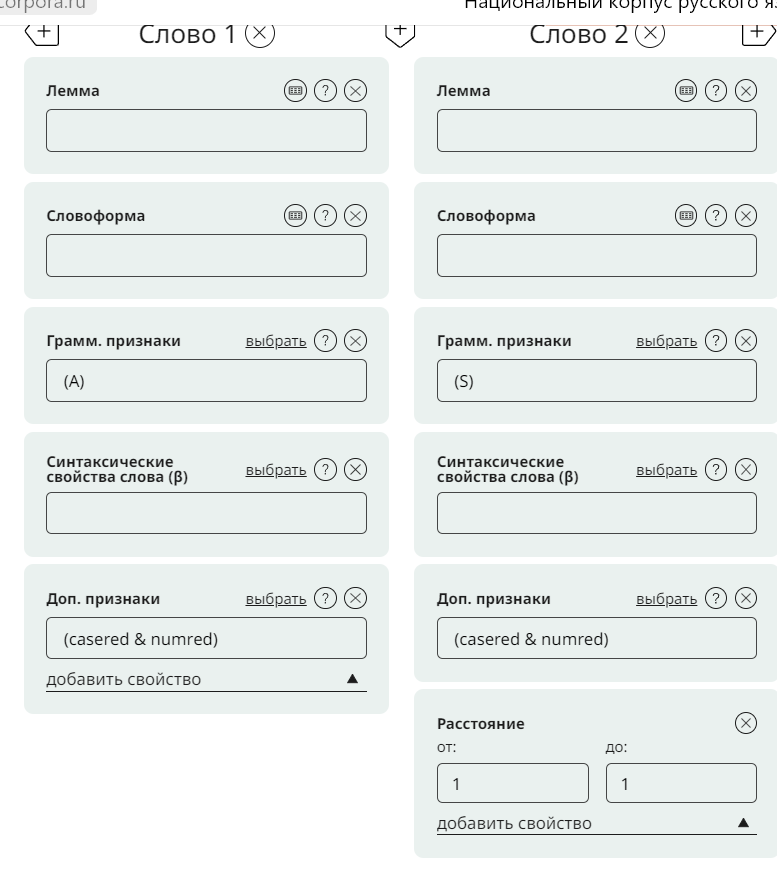 corpora.ru
Национальный корпус русского яз
Слово 1
Слово 2
Лемма
Лемма
Словоформа
Словоформа
Грамм. признаки выбрать ?
(A)
Грамм. признаки выбрать ?
(S)
Синтаксические
свойства слова (β) выбрать ?
Синтаксические
свойства слова (β) выбрать ?
Доп. признаки выбрать ?
(casered & numred)
добавить свойство
Доп. признаки выбрать ?
(casered & numred)
Расстояние
от: до:
1 1
добавить свойство